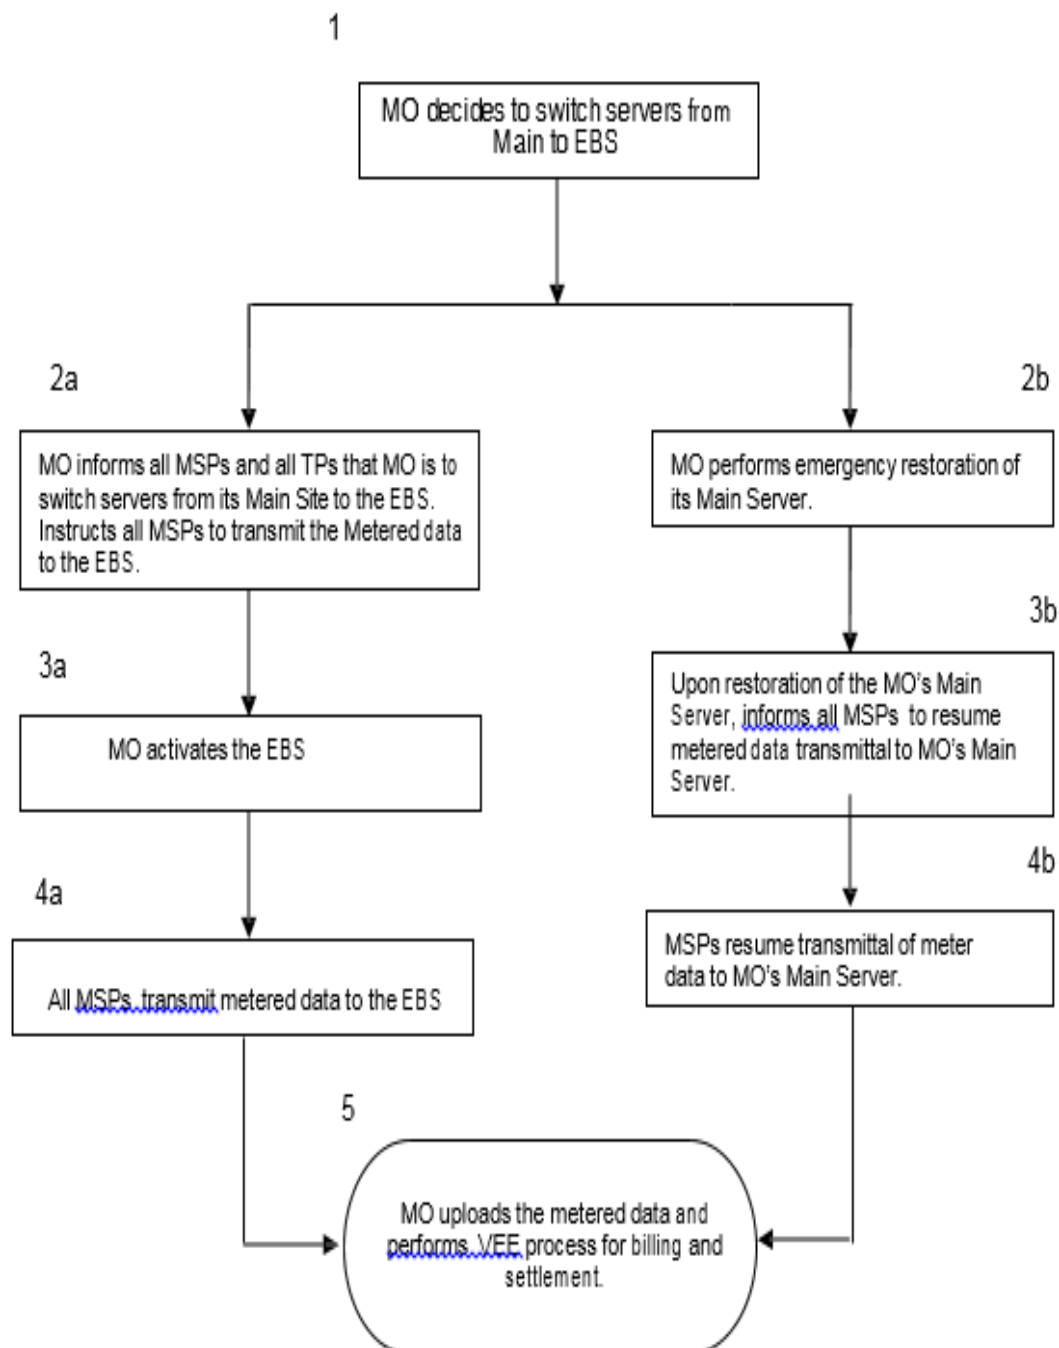 1
MO decides to switch servers from
Main to EBS
2a
2b
MO informs all MSPs and all TPs that MO is to
switch servers from its Main Site to the EBS.
Instructs all MSPs to transmit the Metered data
to the EBS.
MO performs emergency restoration of
its Main Server.
3a
3b
MO activates the EBS
Upon restoration of the MO's Main
Server, informs all MSPs to resume
metered data transmittal to MO's Main
Server.
4a
4b
All MSPs transmit metered data to the EBS
MSPs resume transmittal of meter
data to MO's Main Server.
5
MO uploads the metered data and
performs VEE process for billing and
settlement.